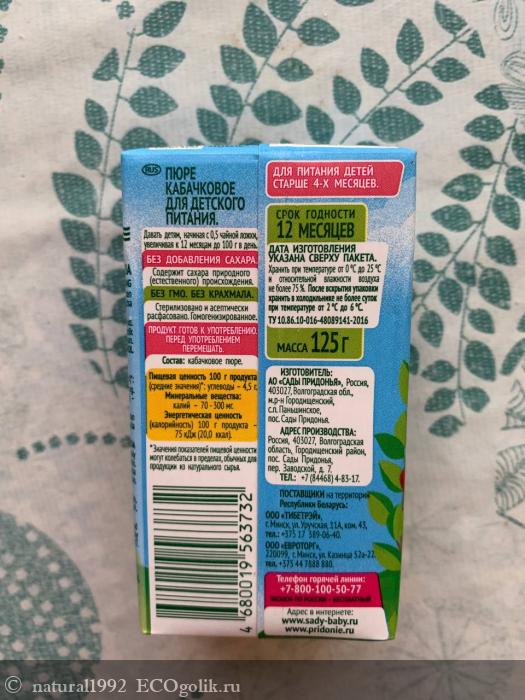 RUS
ПЮРЕ
КАБАЧКОВОЕ
ДЛЯ ДЕТСКОГО
ПИТАНИЯ.
Давать детям, начиная с 0,5 чайной ложки,
увеличивая к 12 месяцам до 100 г в день.
БЕЗ ДОБАВЛЕНИЯ САХАРА.
Содержит сахара природного
(естественного) происхождения.
БЕЗ ГМО. БЕЗ КРАХМАЛА.
Стерилизовано и асептически
расфасовано. Гомогенизированное.
ПРОДУКТ ГОТОВ К УПОТРЕБЛЕНИЮ.
ПЕРЕД УПОТРЕБЛЕНИЕМ
ПЕРЕМЕШАТЬ.
Состав: кабачковое пюре.
Пищевая ценность 100 г продукта
(средние значения)*: углеводы – 4,5 г.
Минеральные вещества:
калий – 70 - 300 мг.
Энергетическая ценность
(калорийность) 100 г продукта –
75 кДж (20,0 ккал).
*Значения показателей пищевой ценности
могут колебаться в пределах, обычных для
продукции из натурального сырья.
4 680019 563732
ДЛЯ ПИТАНИЯ ДЕТЕЙ
СТАРШЕ 4-Х МЕСЯЦЕВ.
СРОК ГОДНОСТИ
12 МЕСЯЦЕВ
ДАТА ИЗГОТОВЛЕНИЯ
УКАЗАНА СВЕРХУ ПАКЕТА.
Хранить при температуре от 0 °С до 25 °С
и относительной влажности воздуха
не более 75 %. После вскрытия упаковки
хранить в холодильнике не более суток
при температуре от 2 °С до 6 °С.
ТУ 10.86.10-016-48089141-2016
МАССА 125 г
ИЗГОТОВИТЕЛЬ:
АО «САДЫ ПРИДОНЬЯ», Россия,
403027, Волгоградская обл.,
м.р-н Городищенский,
с.п. Паньшинское,
пос. Сады Придонья.
АДРЕС ПРОИЗВОДСТВА:
Россия, 403027, Волгоградская
область, Городищенский район,
пос. Сады Придонья,
пер. Заводской, д. 7.
ТЕЛ.: +7 (84468) 4-83-17.
ПОСТАВЩИКИ на территории
Республики Беларусь:
ООО «ТИБЕТРЭЙ»,
г. Минск, ул. Уручская, 11А, ком. 43,
тел.: +375 17 389-06-40.
ООО «ЕВРОТОРГ»,
220099, г. Минск, ул. Казинца 52а-22.
тел. +375 44 7888 880.
Телефон горячей линии:
+7-800-100-50-77
ЗВОНОК ПО РОССИИ – БЕСПЛАТНЫЙ
Адрес в интернете:
www.sady-baby.ru
www.pridonie.ru
natural1992 ECOgolik.ru